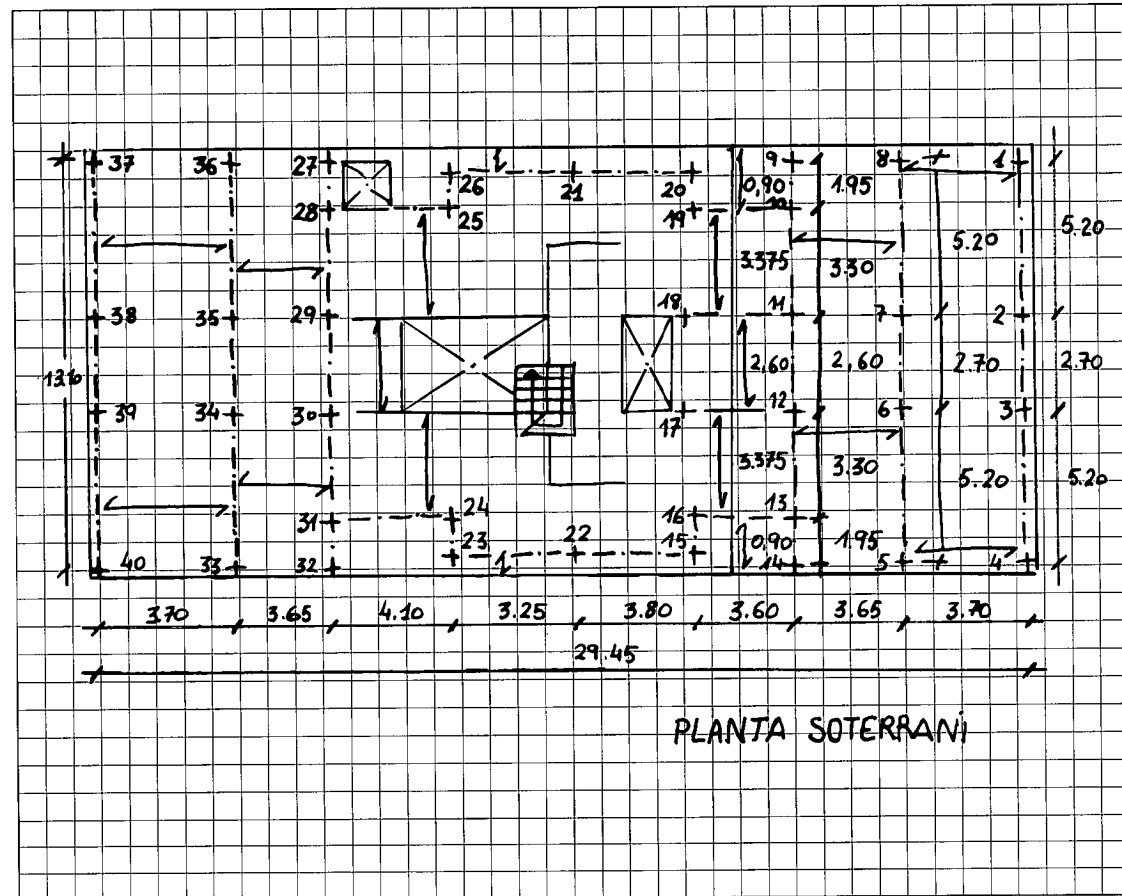 37 36 27 9 8 1
26 21 20 0,90 1.95
28 25 19 10
5.20 5.20
3.375 3.30
38 35 29 18 11 7 2
13.10 2,60 2,60 2.70 2.70
39 34 30 17 12 6 3
3.375 3.30 5.20 5.20
31 24 16 13
23 22 15 0,90 1.95
40 33 32 14 5 4
3.70 3.65 4.10 3.25 3.80 3.60 3.65 3.70
29.45
PLANTA SOTERRANI